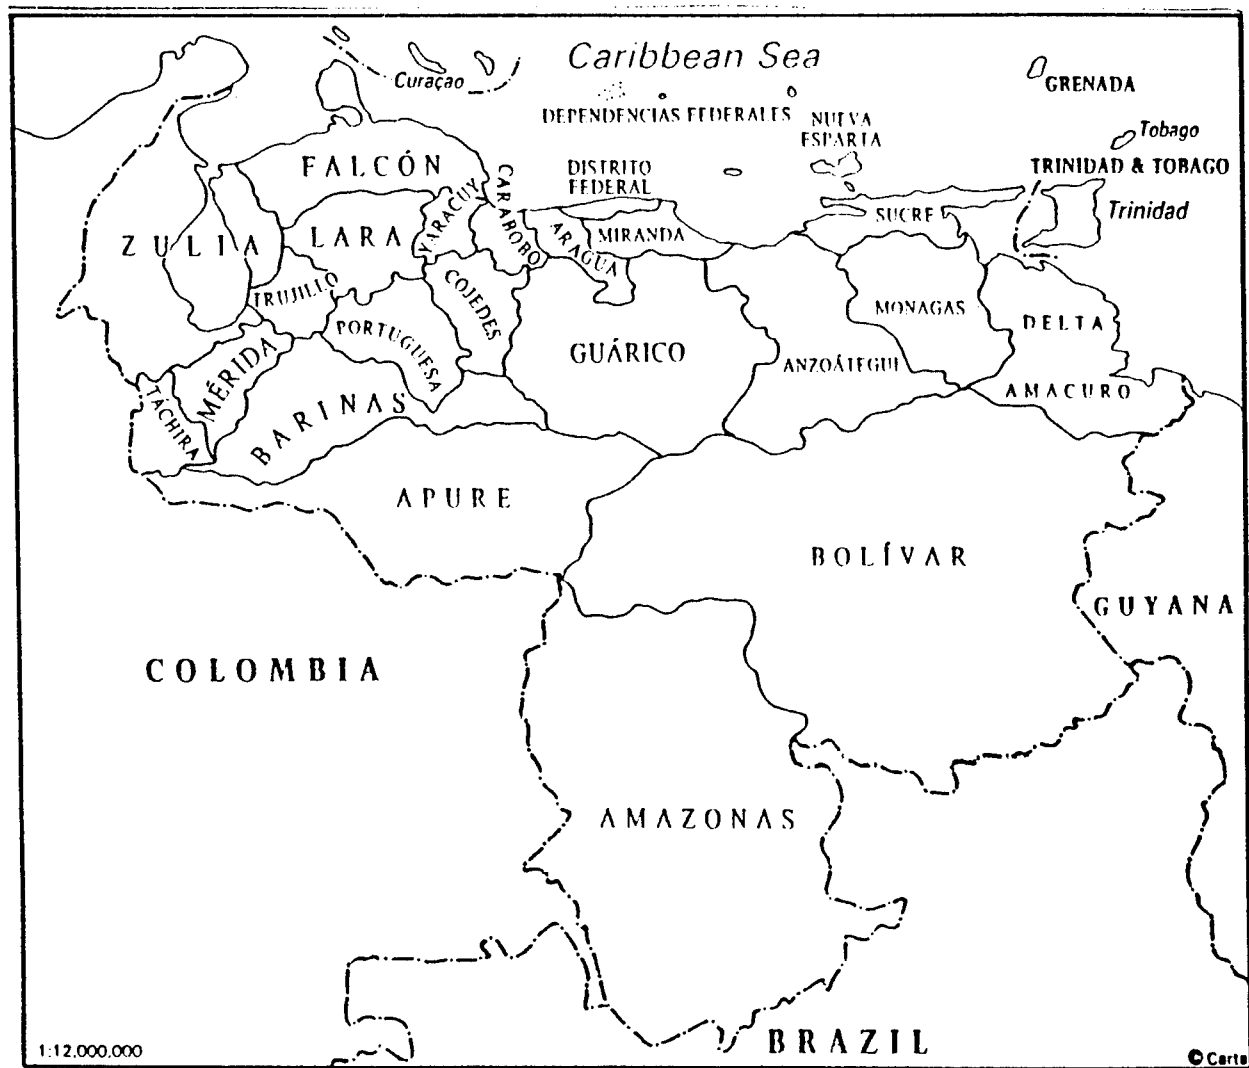 Caribbean Sea
Curaçao
GRENADA
DEPENDENCIAS FEDERALES
NUEVA
ESPARTA
Tobago
TRINIDAD & TOBAGO
Trinidad
FALCÓN
DISTRITO
FEDERAL
CARABOBO
YARACUY
SUCRE
ZULIA
LARA
ARAGUA
MIRANDA
TRUJILLO
COJEDES
MONAGAS
DELTA
AMACURO
PORTUGUESA
GUÁRICO
ANZOÁTEGUI
MÉRIDA
TÁCHIRA
BARINAS
APURE
BOLÍVAR
GUYANA
COLOMBIA
AMAZONAS
BRAZIL
1:12,000,000
© Carta